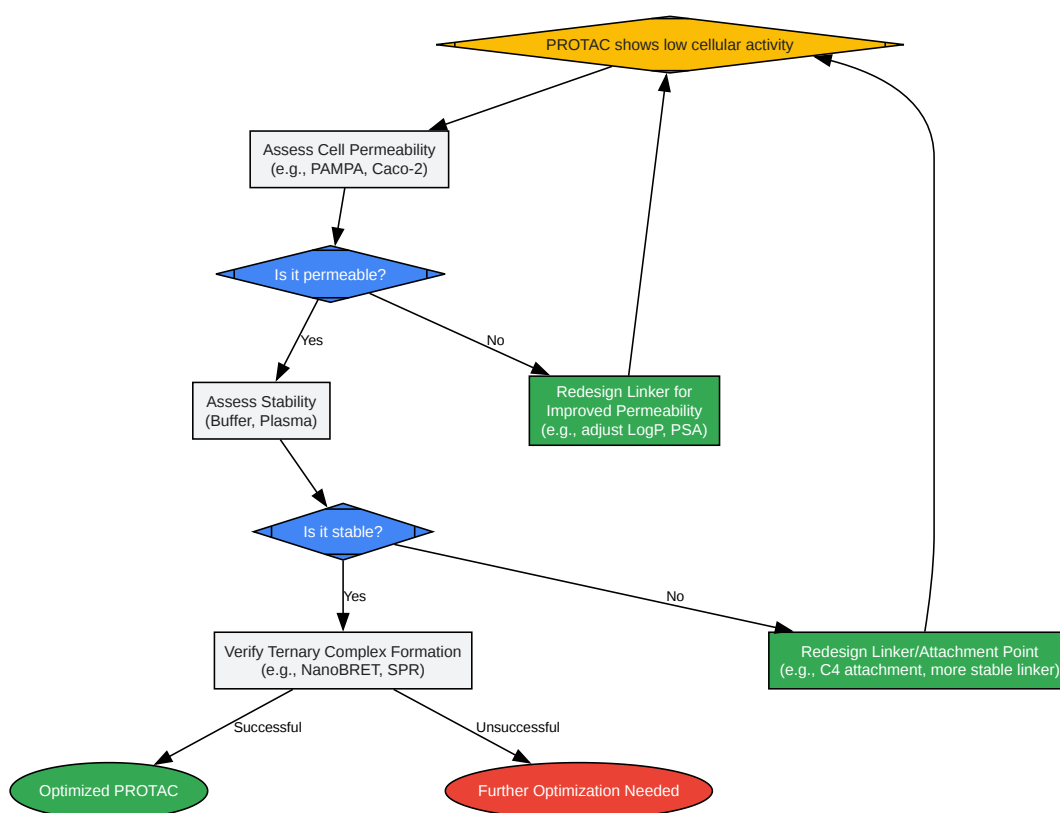 PROTAC shows low cellular activity
Assess Cell Permeability
(e.g., PAMPA, Caco-2)
Is it permeable?
Yes
No
Assess Stability
(Buffer, Plasma)
Redesign Linker for
Improved Permeability
(e.g., adjust LogP, PSA)
Is it stable?
Yes
No
Verify Ternary Complex Formation
(e.g., NanoBRET, SPR)
Redesign Linker/Attachment Point
(e.g., C4 attachment, more stable linker)
Successful
Unsuccessful
Optimized PROTAC
Further Optimization Needed